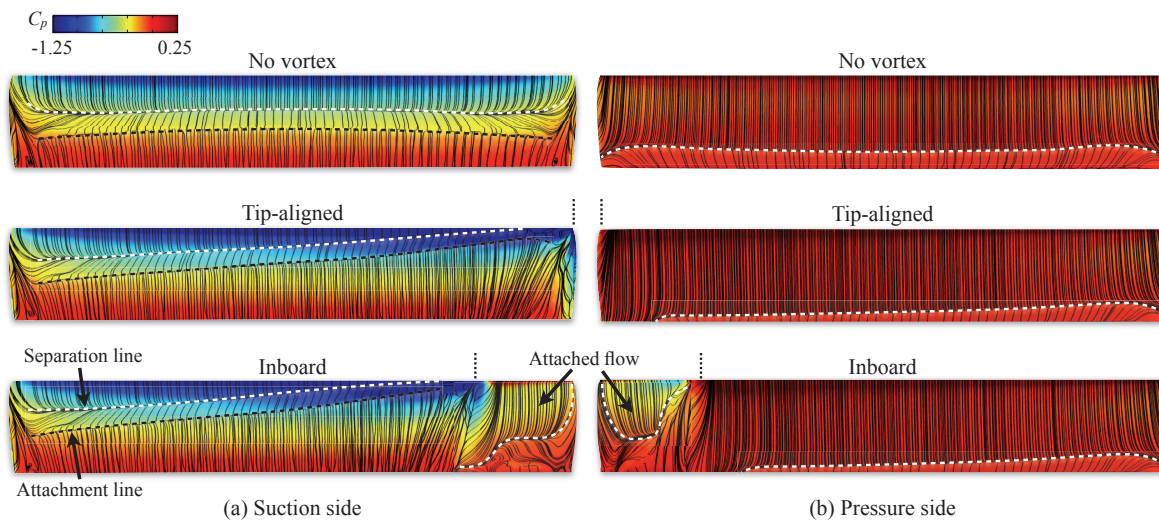 Cp
-1.25 0.25
No vortex No vortex
Tip-aligned Tip-aligned
Separation line
Inboard Attached flow Inboard
Attachment line
(a) Suction side (b) Pressure side